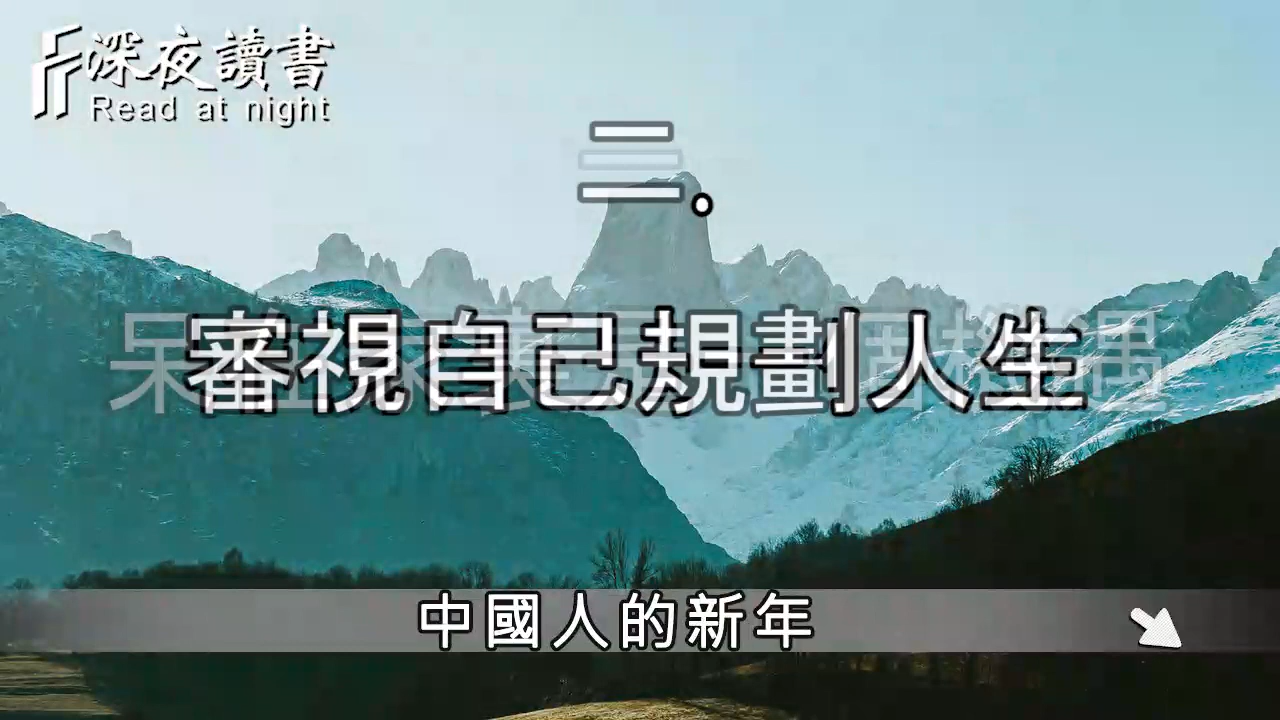 深夜讀書
Read at night
二.
審視自己規劃人生
中國人的新年